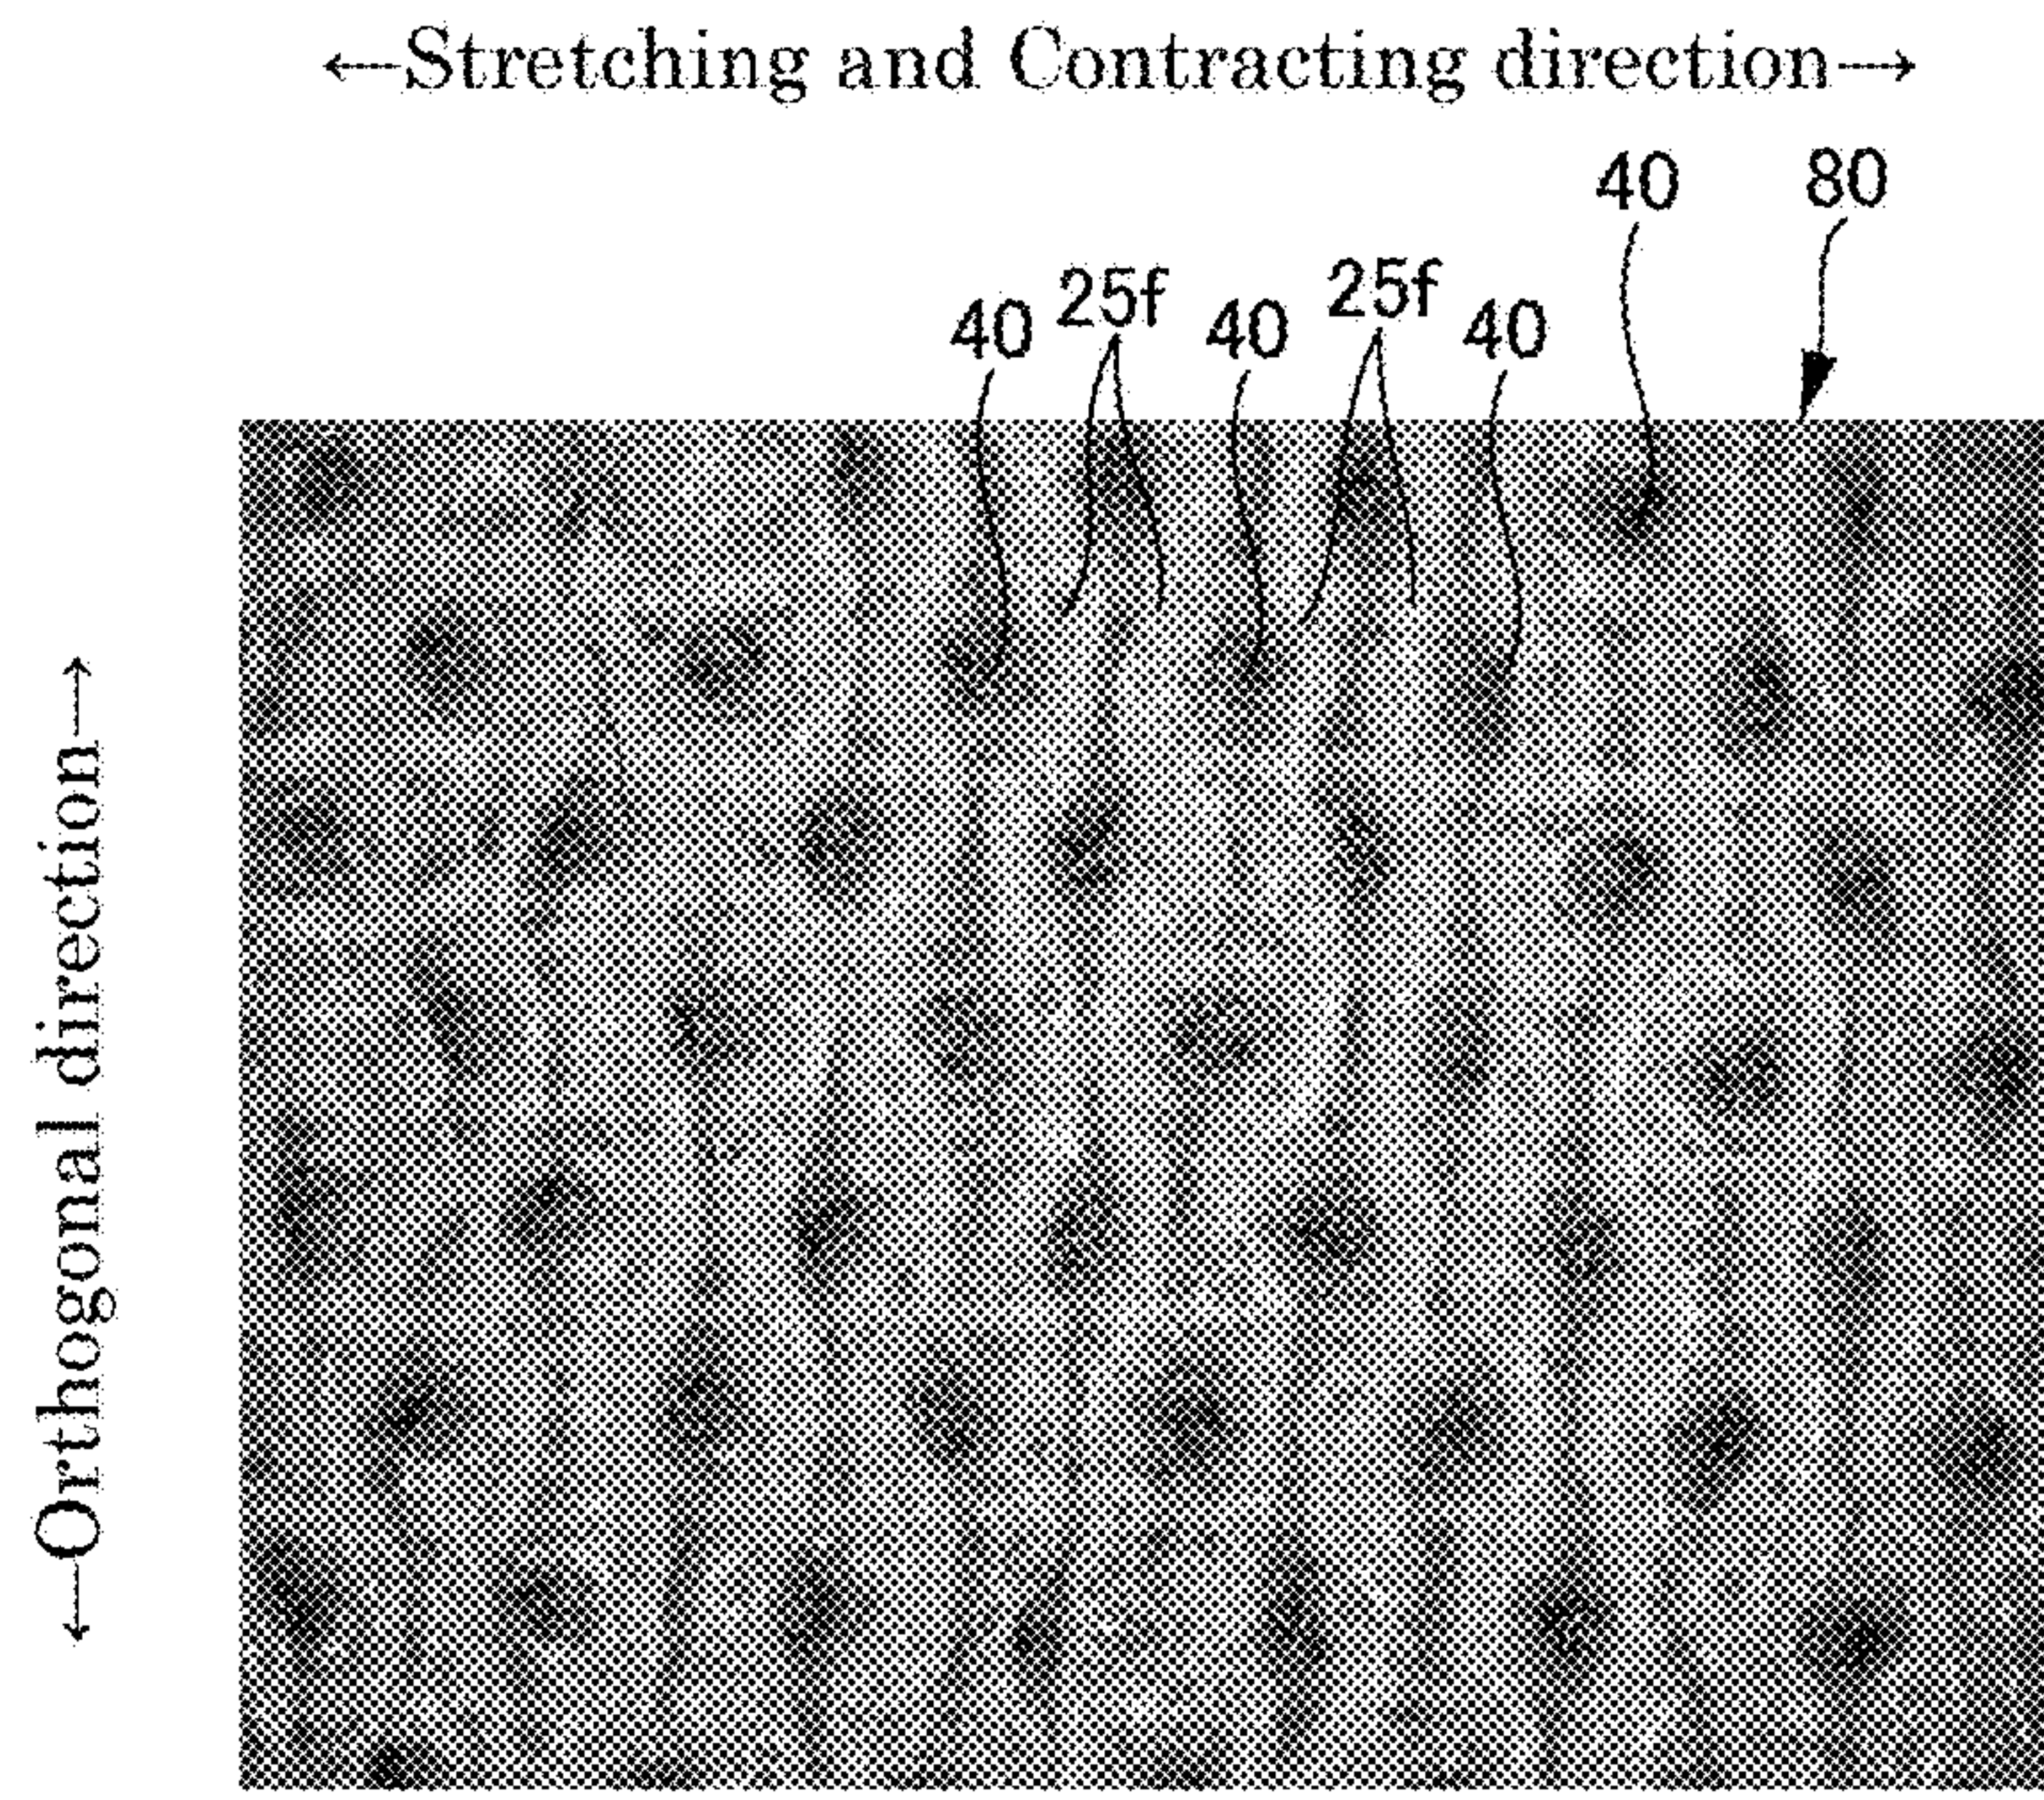 ←Stretching and Contracting direction→
40 80
25f 25f
40 40 40
←Orthogonal direction→